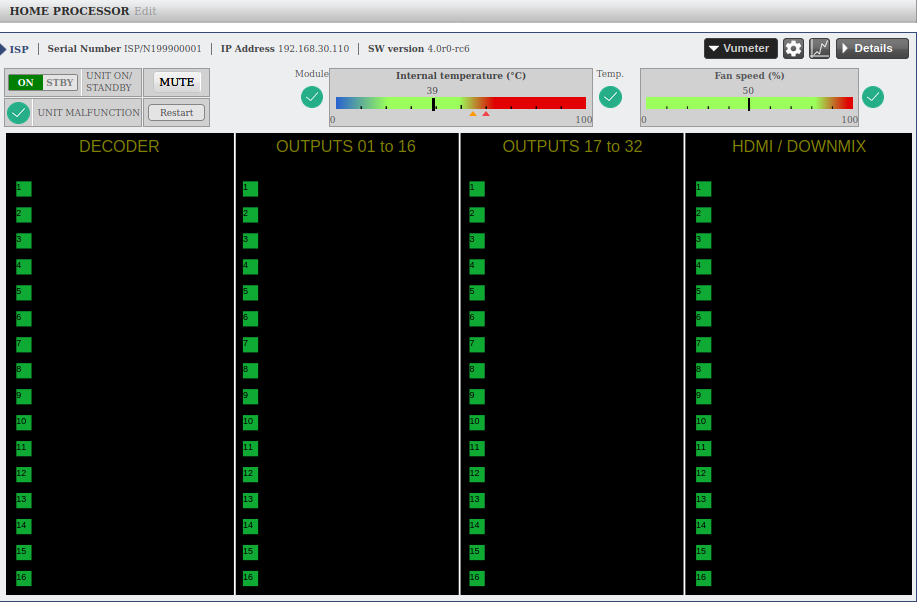 HOME PROCESSOR Edit
ISP Serial Number ISP/N199900001 IP Address 192.168.30.110 SW version 4.0r0-rc6 Vumeter Details
ON STBY UNIT ON/ STANDBY MUTE Module Internal temperature (°C) 39 0 100 Temp. Fan speed (%) 50 0 100
UNIT MALFUNCTION Restart
DECODER OUTPUTS 01 to 16 OUTPUTS 17 to 32 HDMI / DOWNMIX
1 1 1 1
2 2 2 2
3 3 3 3
4 4 4 4
5 5 5 5
6 6 6 6
7 7 7 7
8 8 8 8
9 9 9 9
10 10 10 10
11 11 11 11
12 12 12 12
13 13 13 13
14 14 14 14
15 15 15 15
16 16 16 16